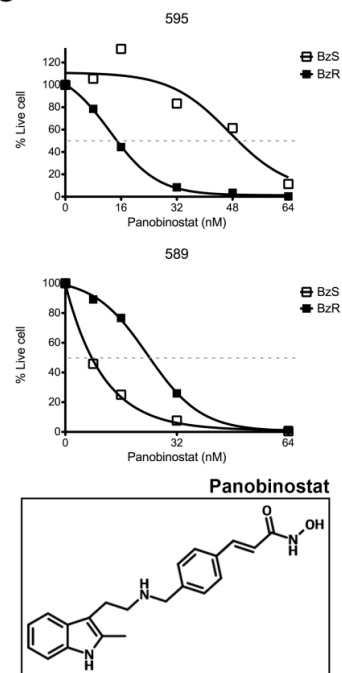 595
% Live cell
120
100
80
60
40
20
0
0 16 32 48 64
Panobinostat (nM)
BzS
BzR
589
% Live cell
100
80
60
40
20
0
0 32 64
Panobinostat (nM)
BzS
BzR
Panobinostat
O
OH
N
H
H
N
N
H